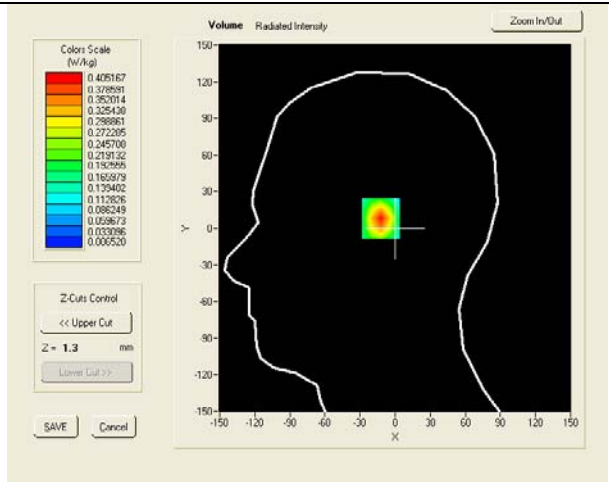 Volume Radiated Intensity
Zoom In/Out
Colors Scale
(W/kg)
0.405167
0.378591
0.352014
0.325438
0.298861
0.272285
0.245708
0.219132
0.192555
0.165979
0.139402
0.112826
0.086249
0.059673
0.033096
0.006520
Z-Cuts Control
<< Upper Cut
Z = 1.3 mm
Lower Cut >>
SAVE Cancel
150
120
90
60
30
0
-30
-60
-90
-120
-150
Y
-150 -120 -90 -60 -30 0 30 60 90 120 150
X